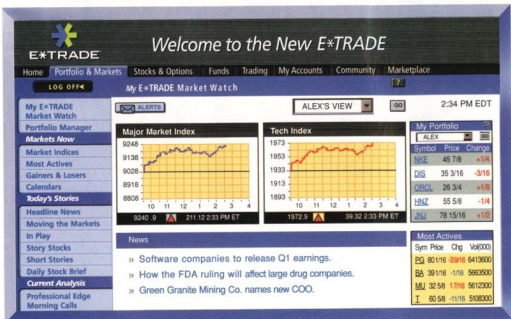 E*TRADE
Welcome to the New E*TRADE
Home Portfolio & Markets Stocks & Options Funds Trading My Accounts Community Marketplace
LOG OFF
My E*TRADE Market Watch
?
My E*TRADE
Market Watch
Portfolio Manager
Markets Now
Market Indices
Most Actives
Gainers & Losers
Calendars
Today's Stories
Headline News
Moving the Markets
In Play
Story Stocks
Short Stories
Daily Stock Brief
Current Analysis
Professional Edge
Morning Calls
ALERTS
ALEX'S VIEW
GO
2:34 PM EDT
Major Market Index
9248
9138
9028
8918
8808
10 11 12 1 2 3 4
9240 .9 211.12 2:33 PM ET
Tech Index
1973
1953
1933
1913
1893
10 11 12 1 2 3 4
1972.9 39.32 2:33 PM ET
News
» Software companies to release Q1 earnings.
» How the FDA ruling will affect large drug companies.
» Green Granite Mining Co. names new COO.
My Portfolio
ALEX GO
Symbol Price Change
NKE 45 7/8 +1/4
DIS 35 3/16 -3/16
ORCL 26 3/4 +1/8
HNZ 55 5/8 -1/4
JNJ 78 15/16 +1/2
Most Actives
Sym Price Chg Vol(000)
PG 801/16 -39/16 6413600
BA 391/16 -1/16 5663500
MU 32 5/8 17/16 5612300
T 60 5/8 -11/16 5108300